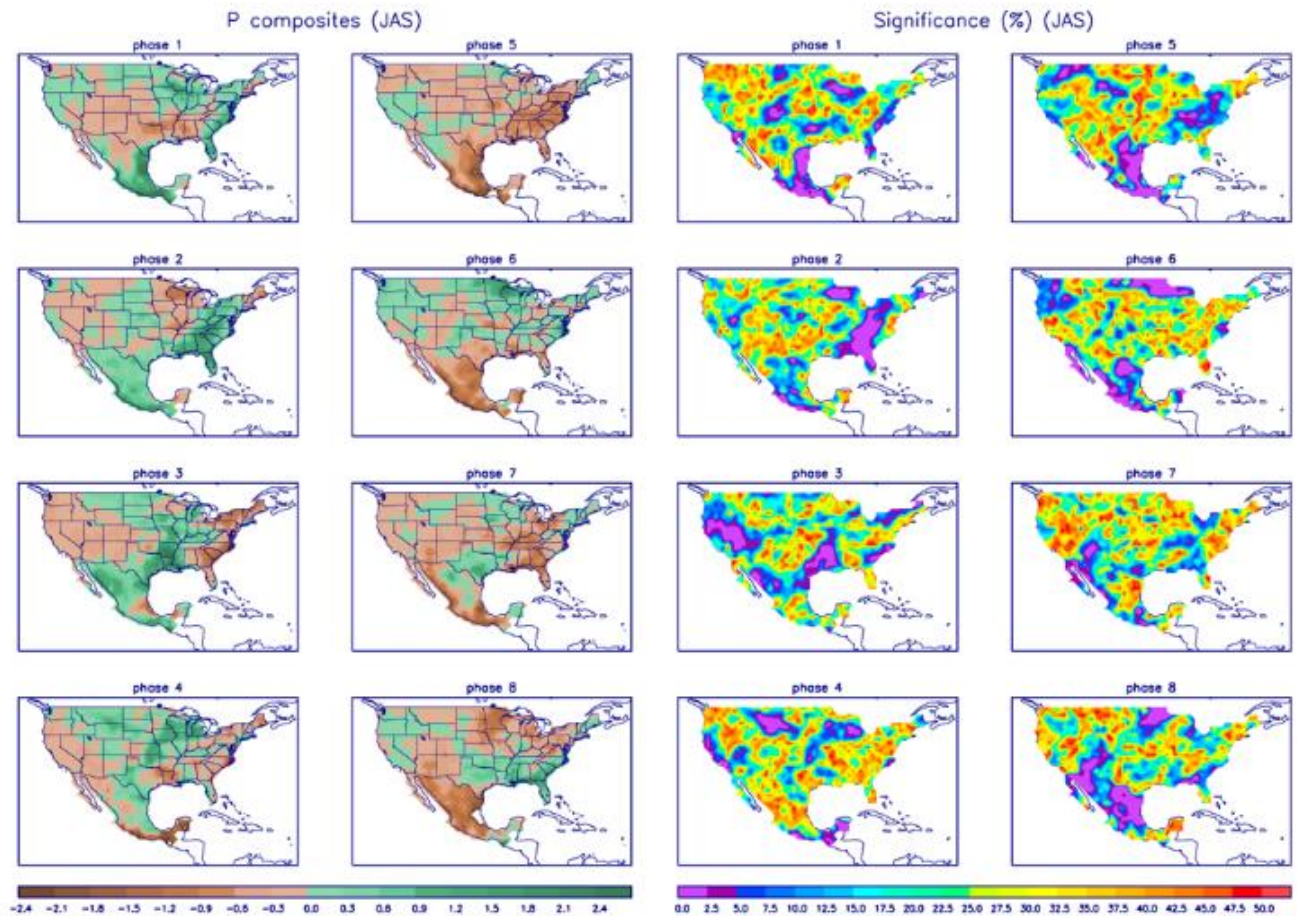 P composites (JAS)
Significance (%) (JAS)
phase 1
phase 5
phase 1
phase 5
phase 2
phase 6
phase 2
phase 6
phase 3
phase 7
phase 3
phase 7
phase 4
phase 8
phase 4
phase 8
-2.4 -2.1 -1.8 -1.5 -1.2 -0.9 -0.6 -0.3 0.0 0.3 0.6 0.9 1.2 1.5 1.8 2.1 2.4
0.0 2.5 5.0 7.5 10.0 12.5 15.0 17.5 20.0 22.5 25.0 27.5 30.0 32.5 35.0 37.5 40.0 42.5 45.0 47.5 50.0